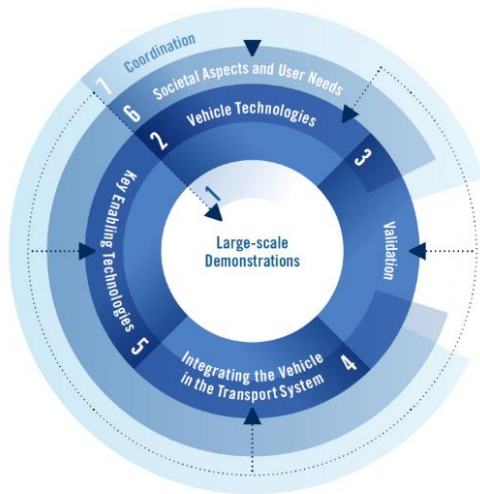 7 Coordination
6 Societal Aspects and User Needs
2 Vehicle Technologies
3 Validation
1
Large-scale
Demonstrations
5 Key Enabling Technologies
4 Integrating the Vehicle
in the Transport System